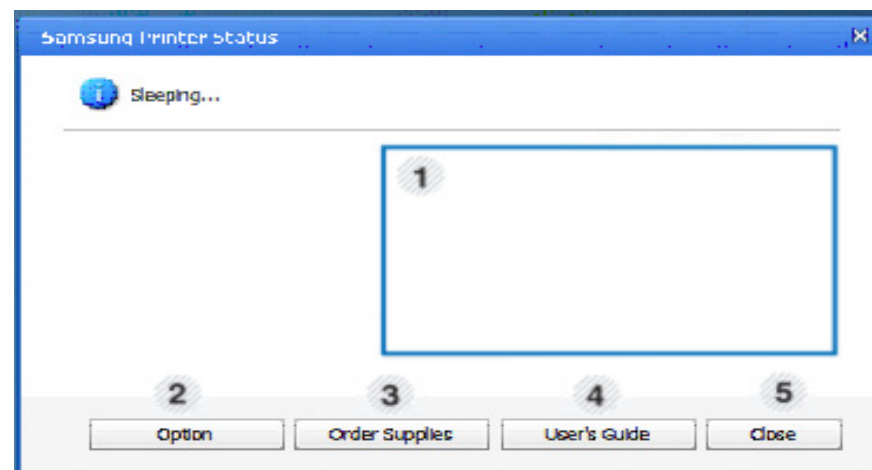 Samsung Printer Status
Sleeping...
1
2 3 4 5
Option Order Supplies User's Guide Close